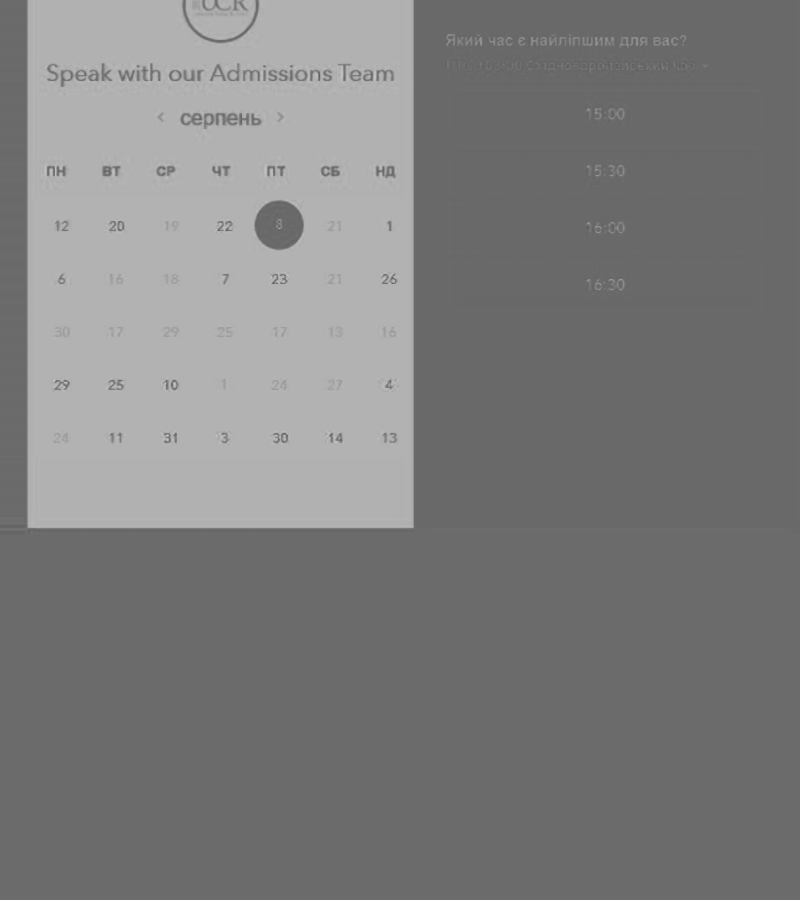 UCR
Speak with our Admissions Team
< серпень >
ПН ВТ СР ЧТ ПТ СБ НД
12 20 19 22 8 21 1
6 16 18 7 23 21 26
30 17 29 25 17 13 16
29 25 10 1 24 27 4
24 11 31 3 30 14 13
Який час є найліпшим для вас?
15:00
15:30
16:00
16:30